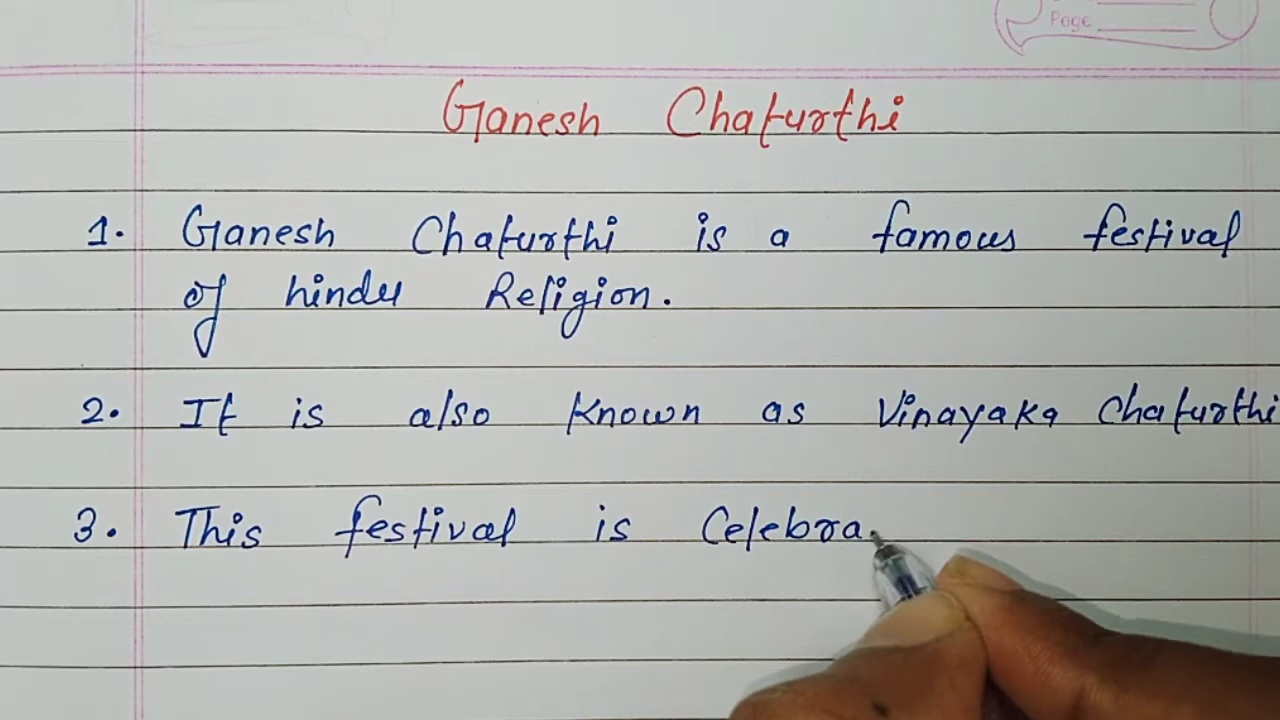 Page
Ganesh Chaturthi
1. Ganesh Chaturthi is a famous festival
of hindu Religion.
2. It is also Known as Vinayaka Chaturthi
3. This festival is Celebra